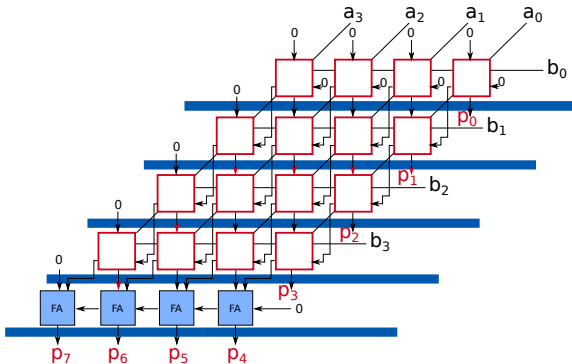 a₃ a₂ a₁ a₀
0 0 0 0
b₀
0 0 0 0
0
p₀
b₁
0
p₁
b₂
0
p₂
b₃
0
p₃
FA FA FA FA 0
p₇ p₆ p₅ p₄